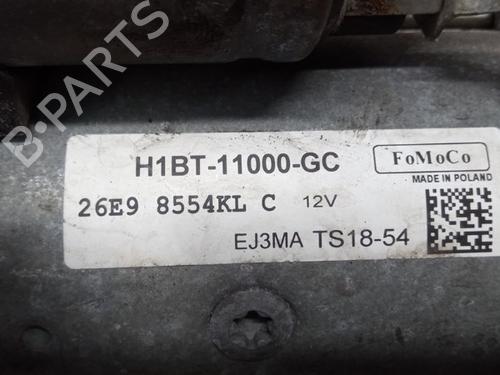 H1BT-11000-GC
FoMoCo
MADE IN POLAND
26E9 8554KL C 12V
EJ3MA TS18-54
B-PARTS